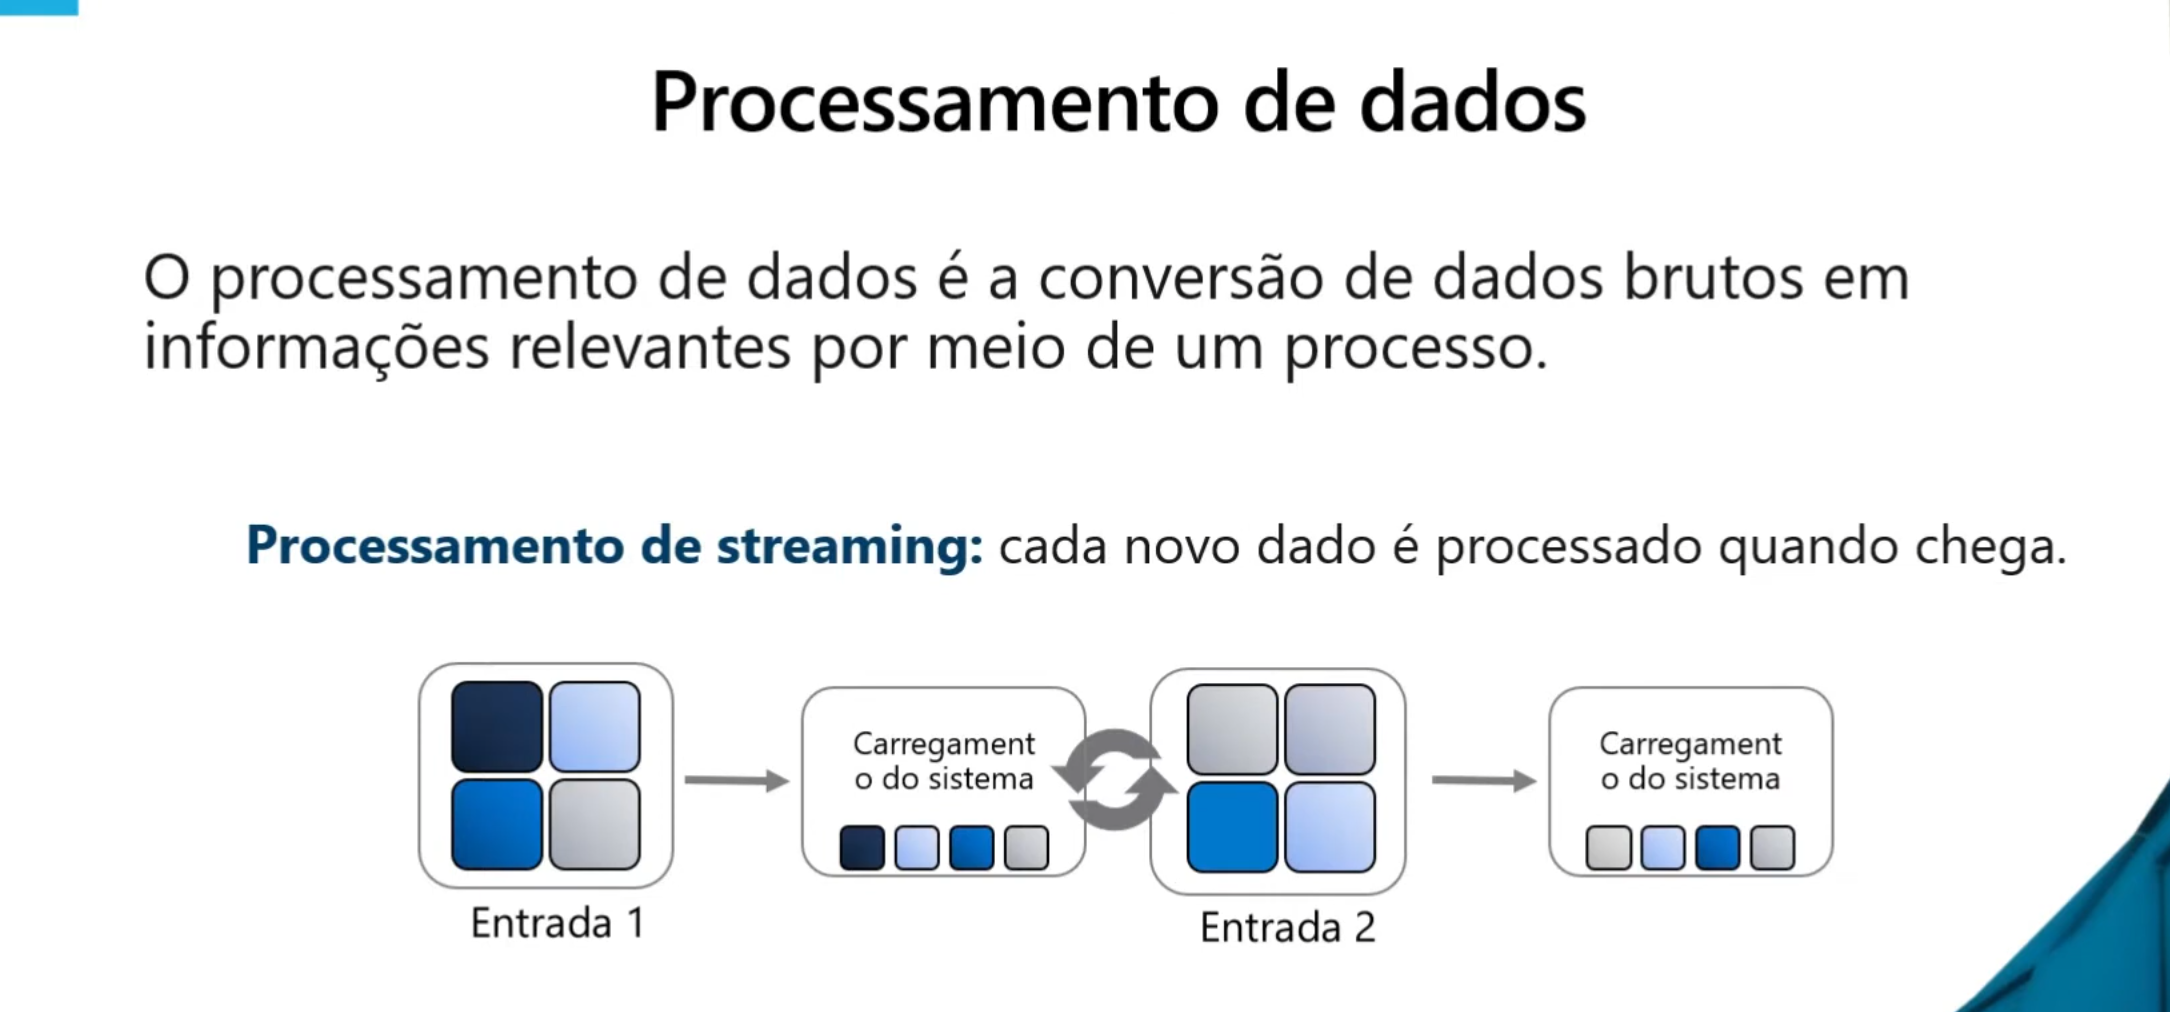 Processamento de dados
O processamento de dados é a conversão de dados brutos em
informações relevantes por meio de um processo.
Processamento de streaming: cada novo dado é processado quando chega.
Carregament
o do sistema
Carregament
o do sistema
Entrada 1
Entrada 2